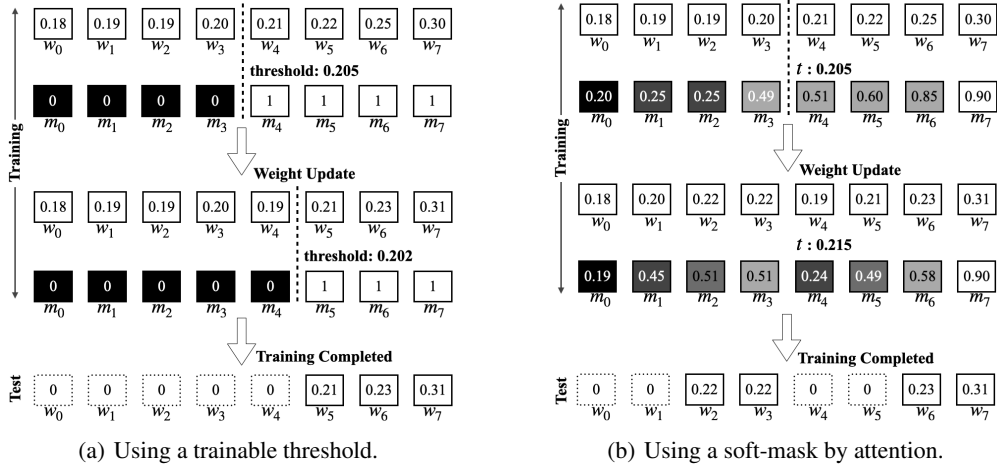 Training
0.18 0.19 0.19 0.20 0.21 0.22 0.25 0.30
w0 w1 w2 w3 w4 w5 w6 w7
threshold: 0.205
0 0 0 0 1 1 1 1
m0 m1 m2 m3 m4 m5 m6 m7
Weight Update
0.18 0.19 0.19 0.20 0.19 0.21 0.23 0.31
w0 w1 w2 w3 w4 w5 w6 w7
threshold: 0.202
0 0 0 0 0 1 1 1
m0 m1 m2 m3 m4 m5 m6 m7
Training Completed
Test
0 0 0 0 0 0.21 0.23 0.31
w0 w1 w2 w3 w4 w5 w6 w7
(a) Using a trainable threshold.
Training
0.18 0.19 0.19 0.20 0.21 0.22 0.25 0.30
w0 w1 w2 w3 w4 w5 w6 w7
t : 0.205
0.20 0.25 0.25 0.49 0.51 0.60 0.85 0.90
m0 m1 m2 m3 m4 m5 m6 m7
Weight Update
0.18 0.20 0.22 0.22 0.19 0.21 0.23 0.31
w0 w1 w2 w3 w4 w5 w6 w7
t : 0.215
0.19 0.45 0.51 0.51 0.24 0.49 0.58 0.90
m0 m1 m2 m3 m4 m5 m6 m7
Training Completed
Test
0 0 0.22 0.22 0 0 0.23 0.31
w0 w1 w2 w3 w4 w5 w6 w7
(b) Using a soft-mask by attention.